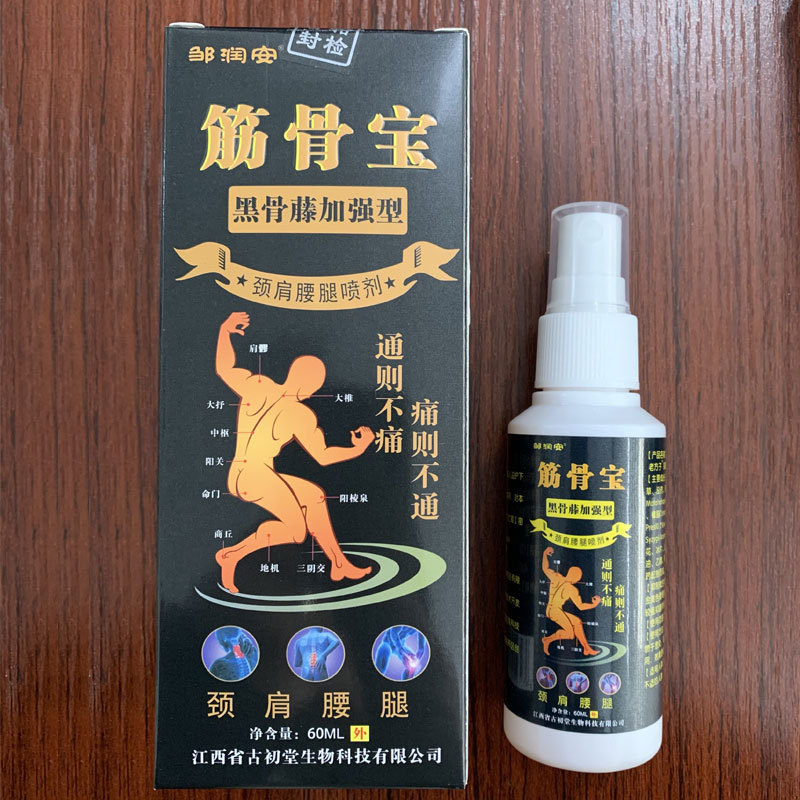 邹润安®
封检
筋骨宝
黑骨藤加强型
★颈肩腰腿喷剂★
通则不痛
痛则不通
肩髎
大抒
大椎
中枢
阳关
命门
阳棱泉
商丘
地机
三阴交
颈肩腰腿
净含量：60ML 外
江西省古初堂生物科技有限公司
邹润安®
筋骨宝
黑骨藤加强型
颈肩腰腿喷剂
通则不痛
痛则不通
颈肩腰腿
净含量：60ML 外
江西省古初堂生物科技有限公司